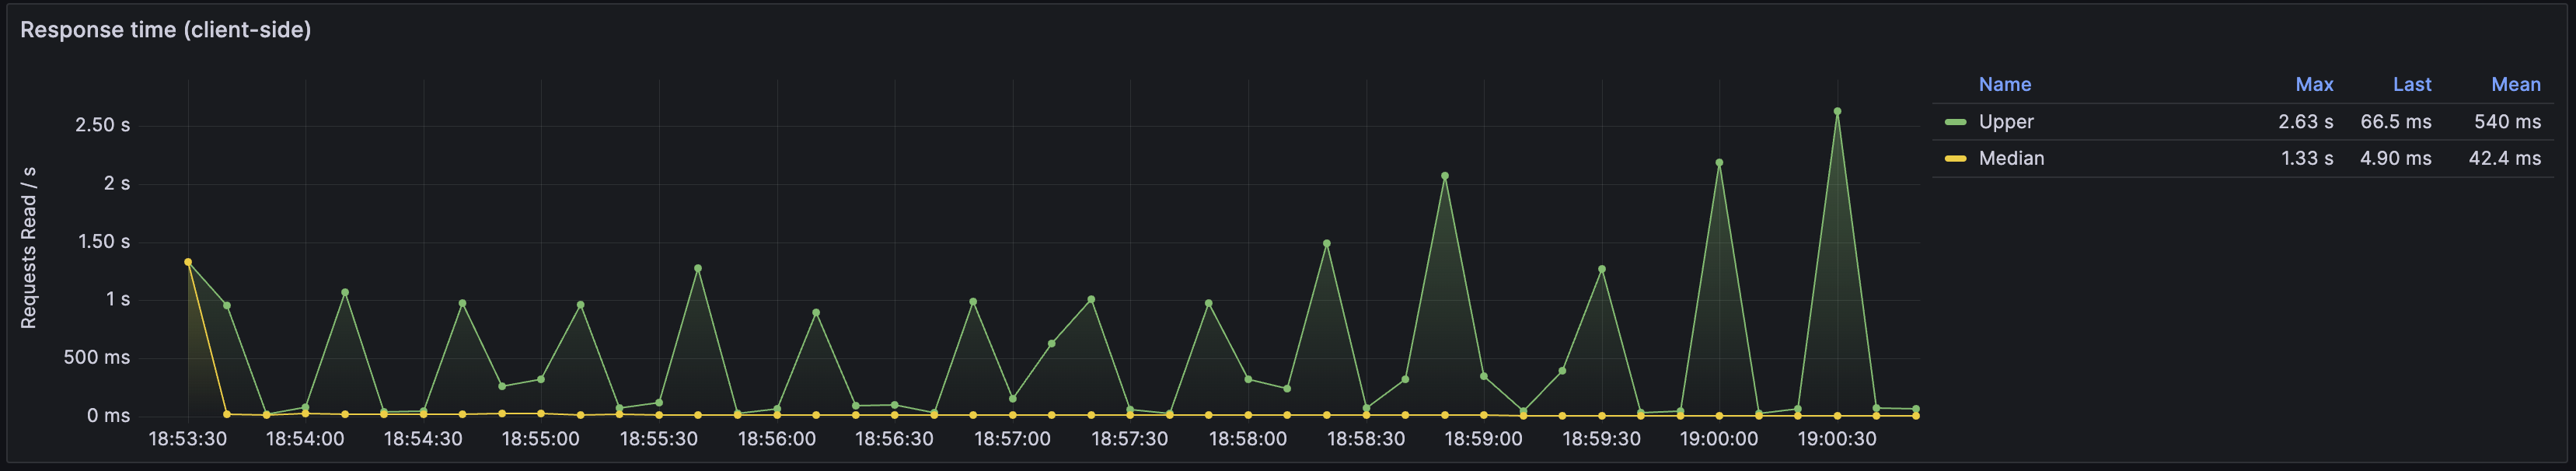 Response time (client-side)
Name Max Last Mean
Upper 2.63 s 66.5 ms 540 ms
Median 1.33 s 4.90 ms 42.4 ms
Requests Read / s
2.50 s
2 s
1.50 s
1 s
500 ms
0 ms
18:53:30 18:54:00 18:54:30 18:55:00 18:55:30 18:56:00 18:56:30 18:57:00 18:57:30 18:58:00 18:58:30 18:59:00 18:59:30 19:00:00 19:00:30